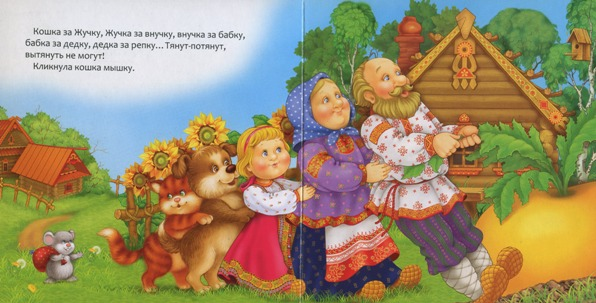 Кошка за Жучку, Жучка за внучку, внучка за бабку,
бабка за дедку, дедка за репку... Тянут-потянут,
вытянуть не могут!
Кликнула кошка мышку.